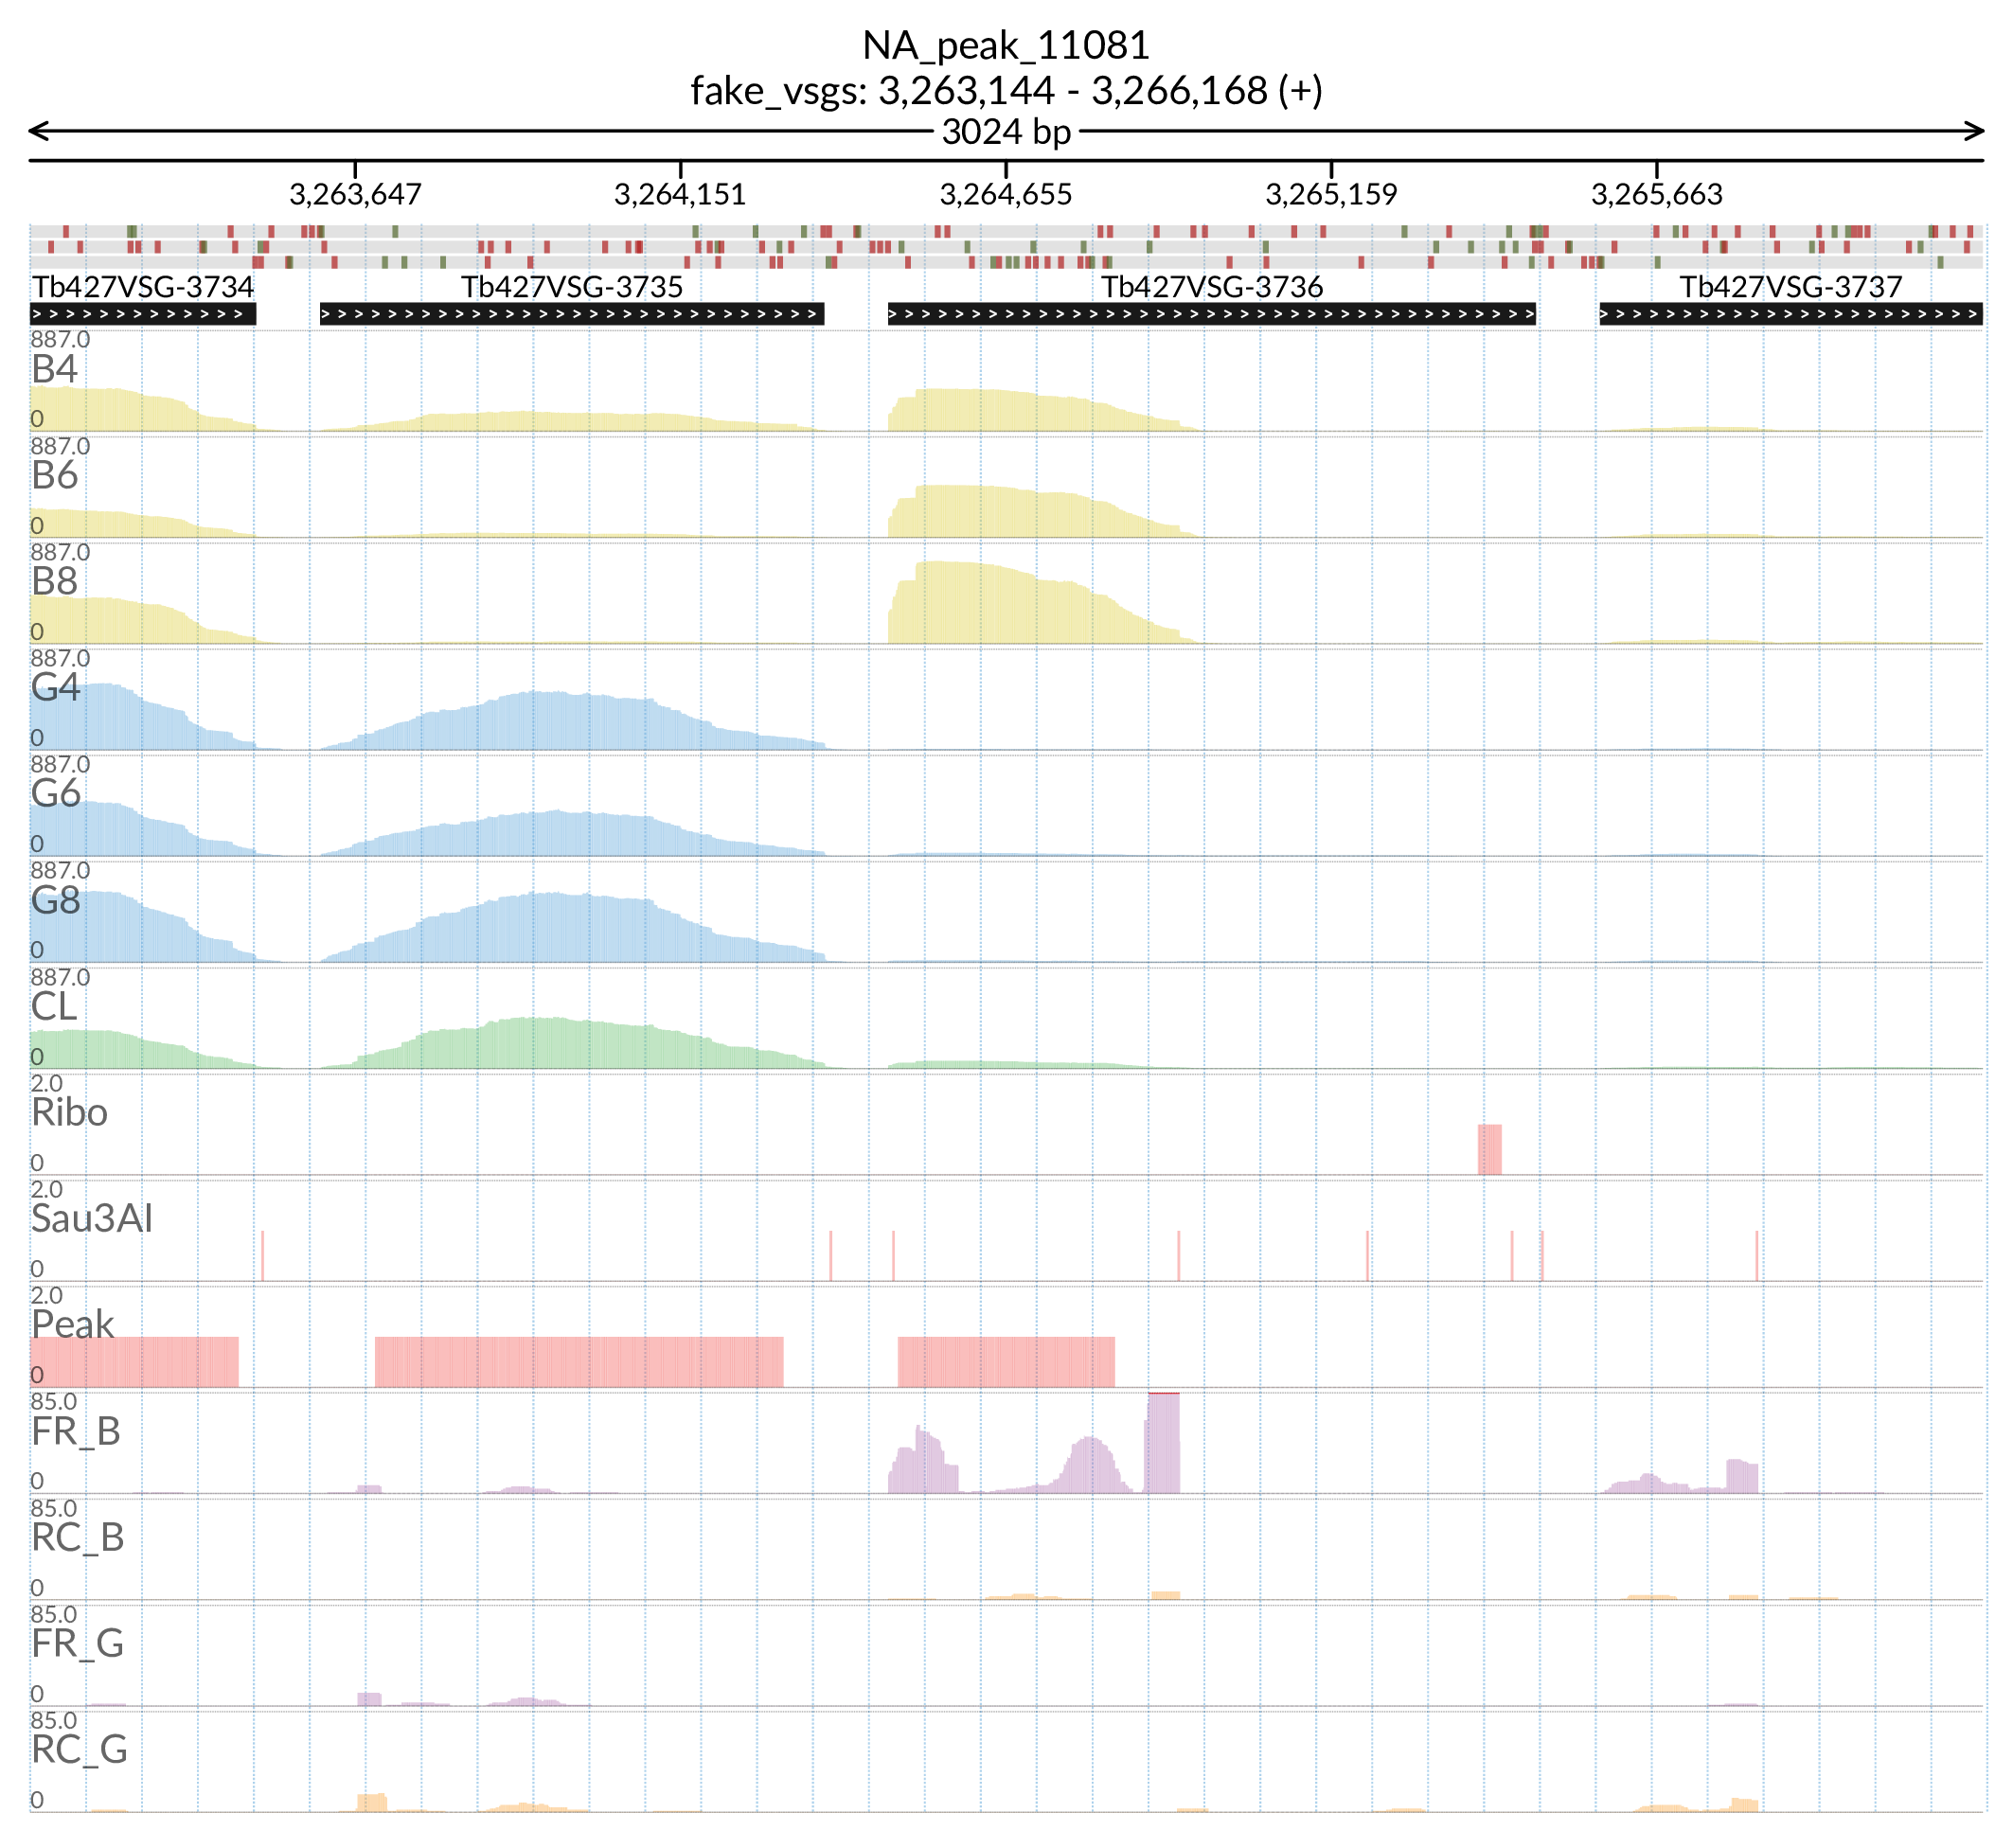 NA_peak_11081
fake_vsgs: 3,263,144 - 3,266,168 (+)
3024 bp
3,263,647 3,264,151 3,264,655 3,265,159 3,265,663
Tb427VSG-3734 Tb427VSG-3735 Tb427VSG-3736 Tb427VSG-3737
887.0
B4
0
887.0
B6
0
887.0
B8
0
887.0
G4
0
887.0
G6
0
887.0
G8
0
887.0
CL
0
2.0
Ribo
0
2.0
Sau3AI
0
2.0
Peak
0
85.0
FR_B
0
85.0
RC_B
0
85.0
FR_G
0
85.0
RC_G
0